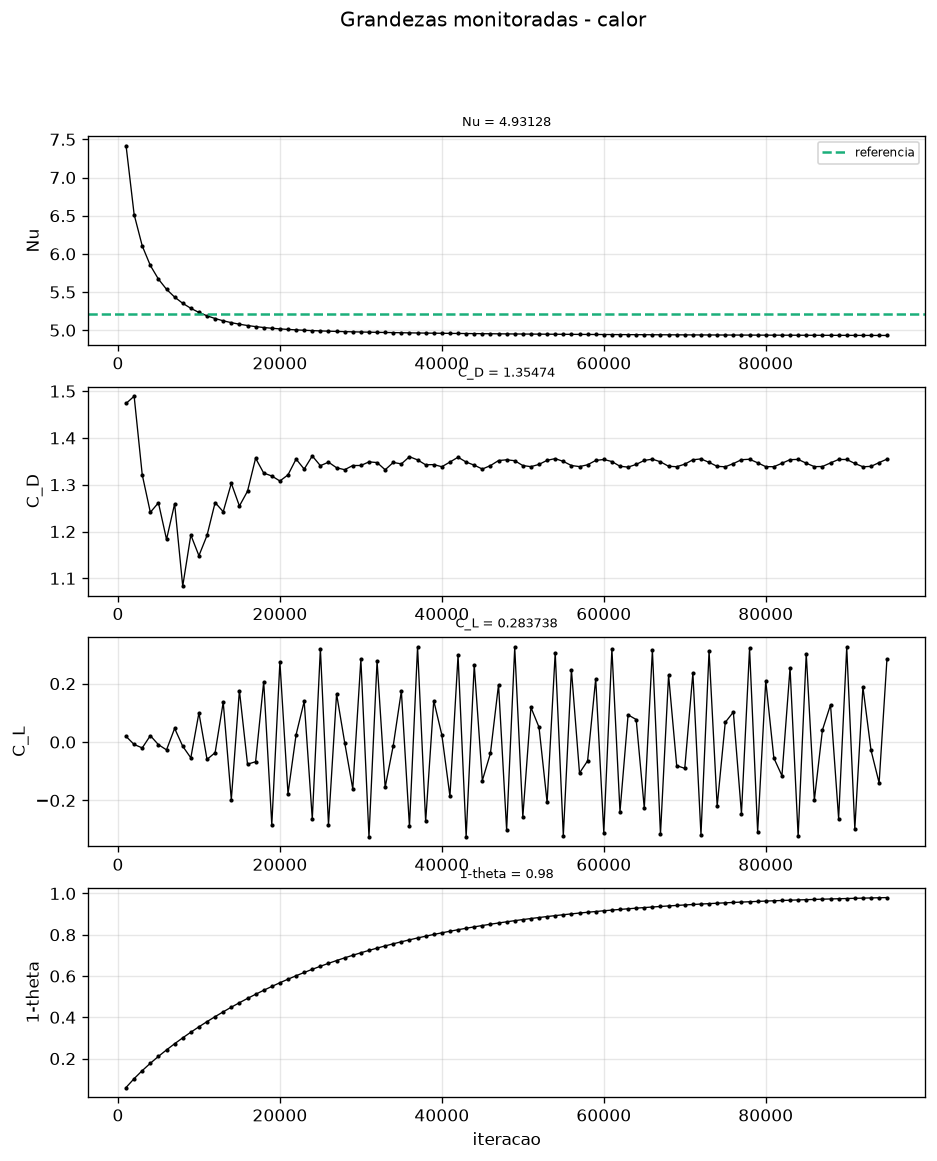 Grandezas monitoradas - calor
Nu = 4.93128
7.5
7.0
6.5
6.0
5.5
5.0
Nu
referencia
0 20000 40000 60000 80000
C_D = 1.35474
1.5
1.4
1.3
1.2
1.1
C_D
0 20000 40000 60000 80000
C_L = 0.283738
0.2
0.0
−0.2
C_L
0 20000 40000 60000 80000
1-theta = 0.98
1.0
0.8
0.6
0.4
0.2
1-theta
0 20000 40000 60000 80000
iteracao